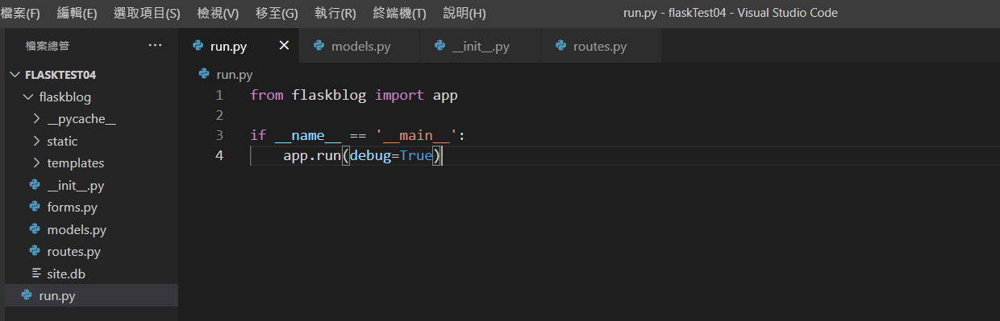 檔案(F) 編輯(E) 選取項目(S) 檢視(V) 移至(G) 執行(R) 終端機(T) 說明(H) run.py - flaskTest04 - Visual Studio Code
檔案總管 ···
run.py × models.py __init__.py routes.py
FLASKTEST04
flaskblog
__pycache__
static
templates
__init__.py
forms.py
models.py
routes.py
site.db
run.py
run.py
1 from flaskblog import app
2
3 if __name__ == '__main__':
4 app.run(debug=True)